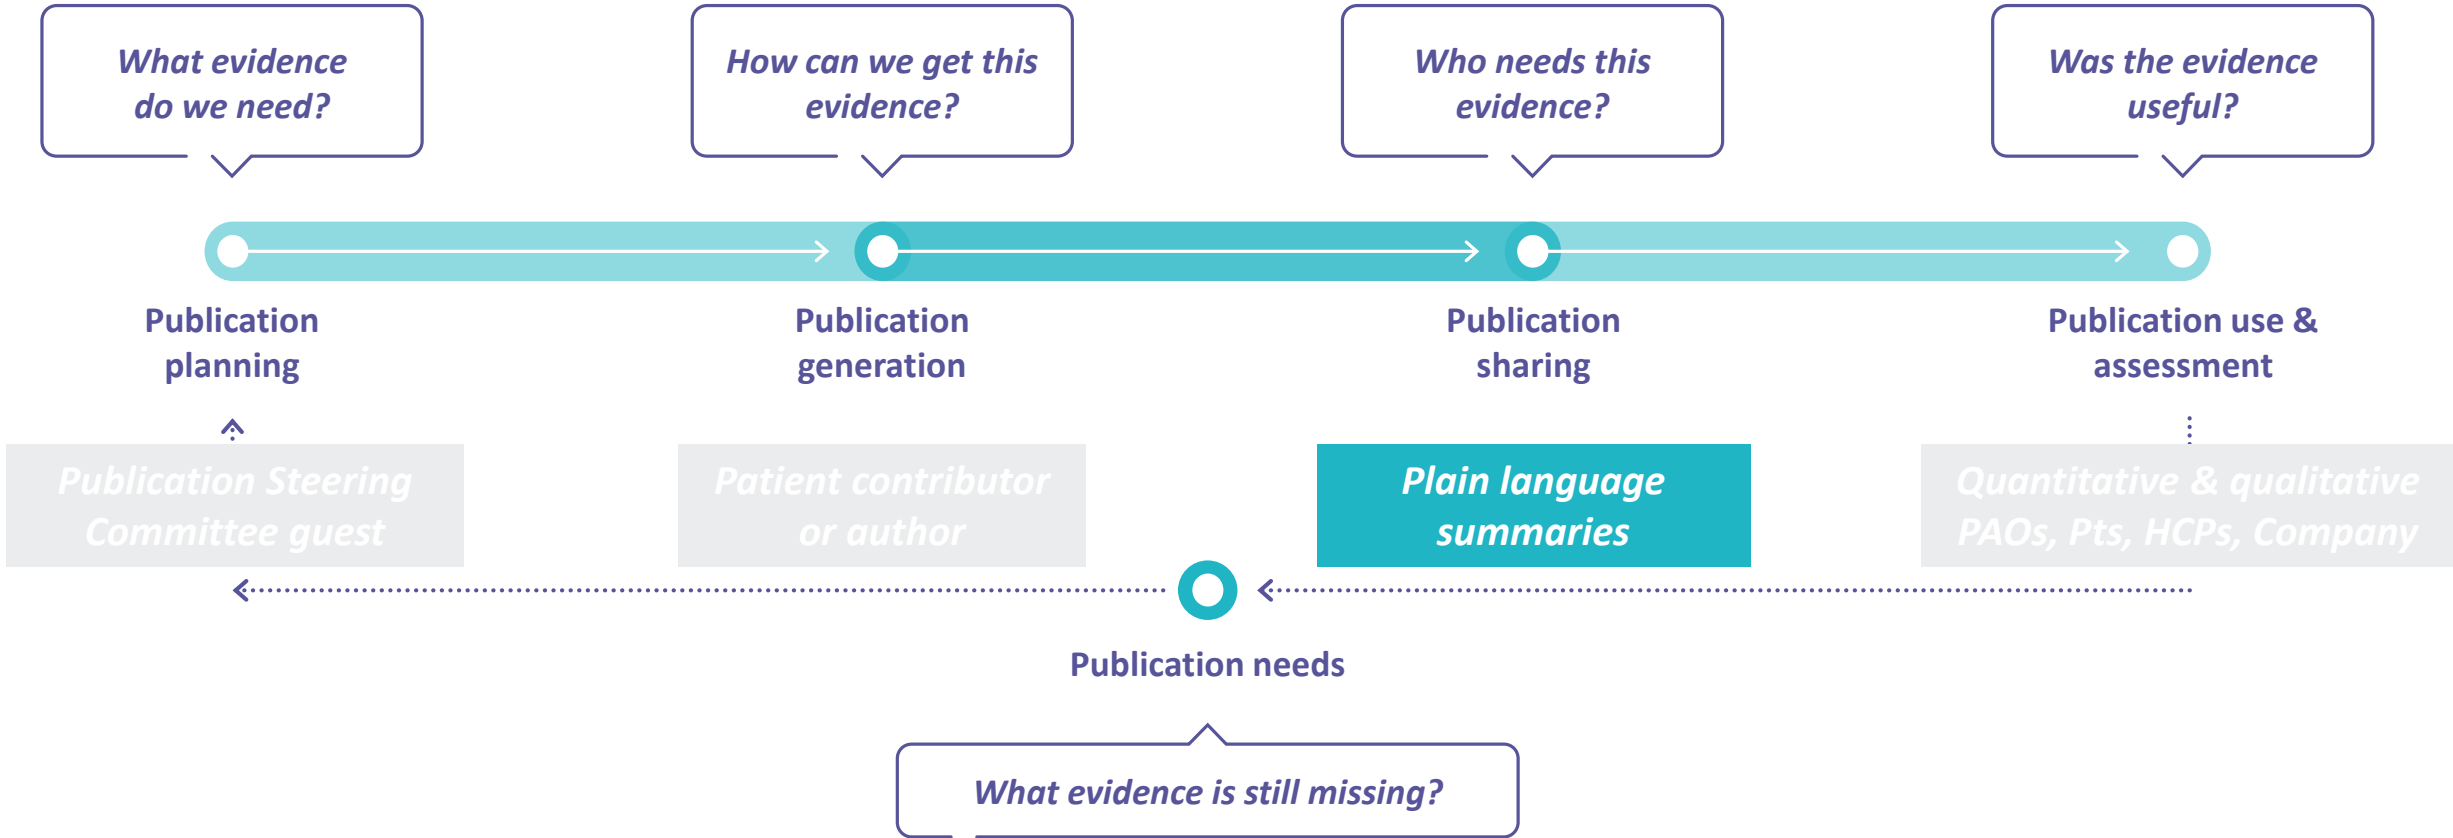 What evidence
do we need?
How can we get this
evidence?
Who needs this
evidence?
Was the evidence
useful?
Publication
planning
Publication
generation
Publication
sharing
Publication use &
assessment
Publication Steering
Committee guest
Patient contributor
or author
Plain language
summaries
Quantitative & qualitative
PAOs, Pts, HCPs, Company
Publication needs
What evidence is still missing?